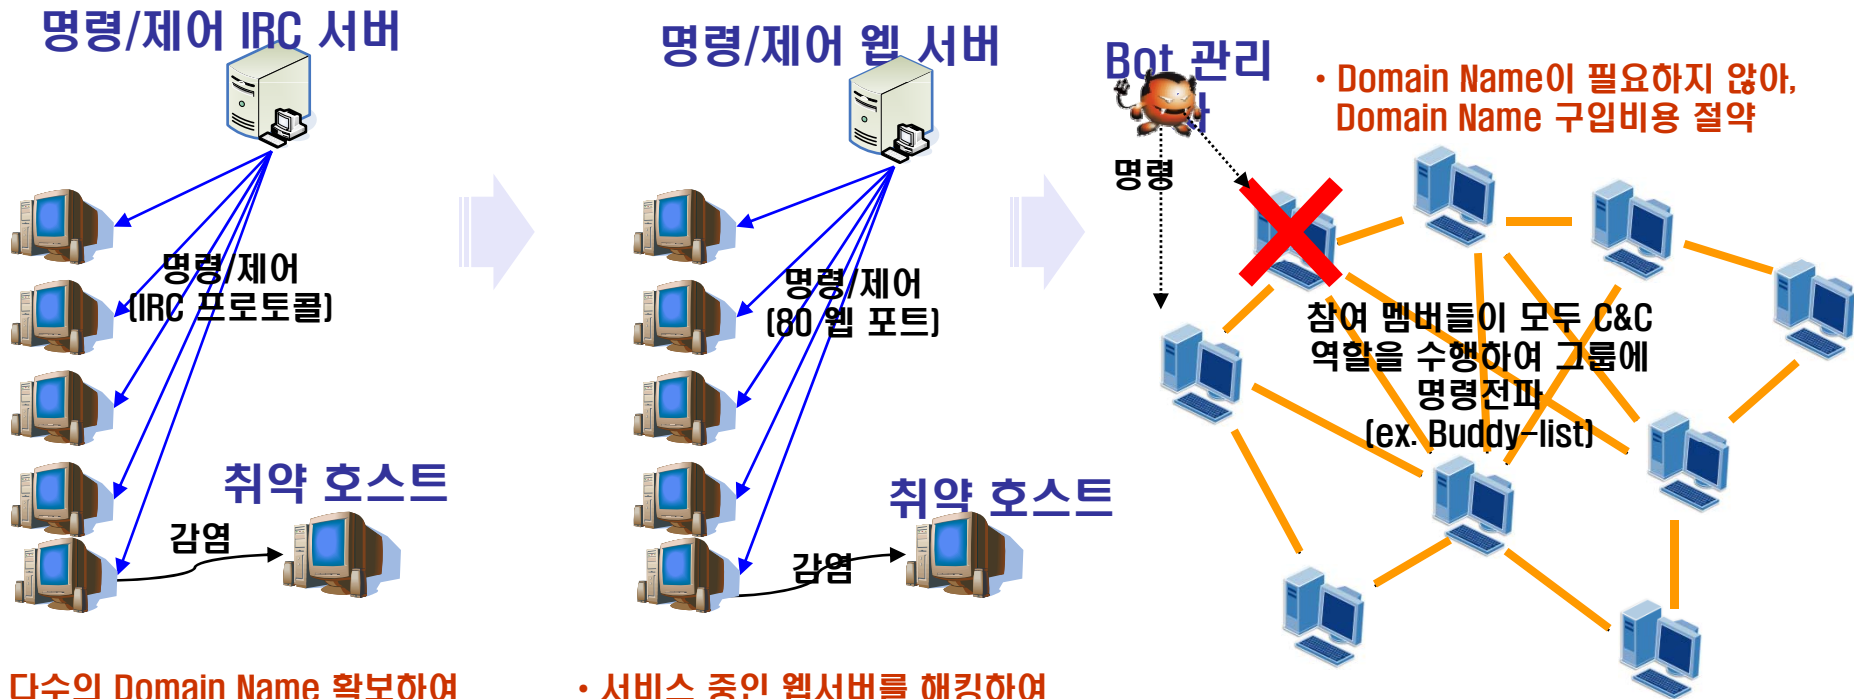 명령/제어 IRC 서버
명령/제어
(IRC 프로토콜)
취약 호스트
감염
다수의 Domain Name 확보하여
명령/제어 웹 서버
명령/제어
(80 웹 포트)
취약 호스트
감염
• 서비스 중인 웹서버를 해킹하여
Bot 관리
명령
• Domain Name이 필요하지 않아,
Domain Name 구입비용 절약
참여 멤버들이 모두 C&C
역할을 수행하여 그룹에
명령전파
(ex. Buddy-list)